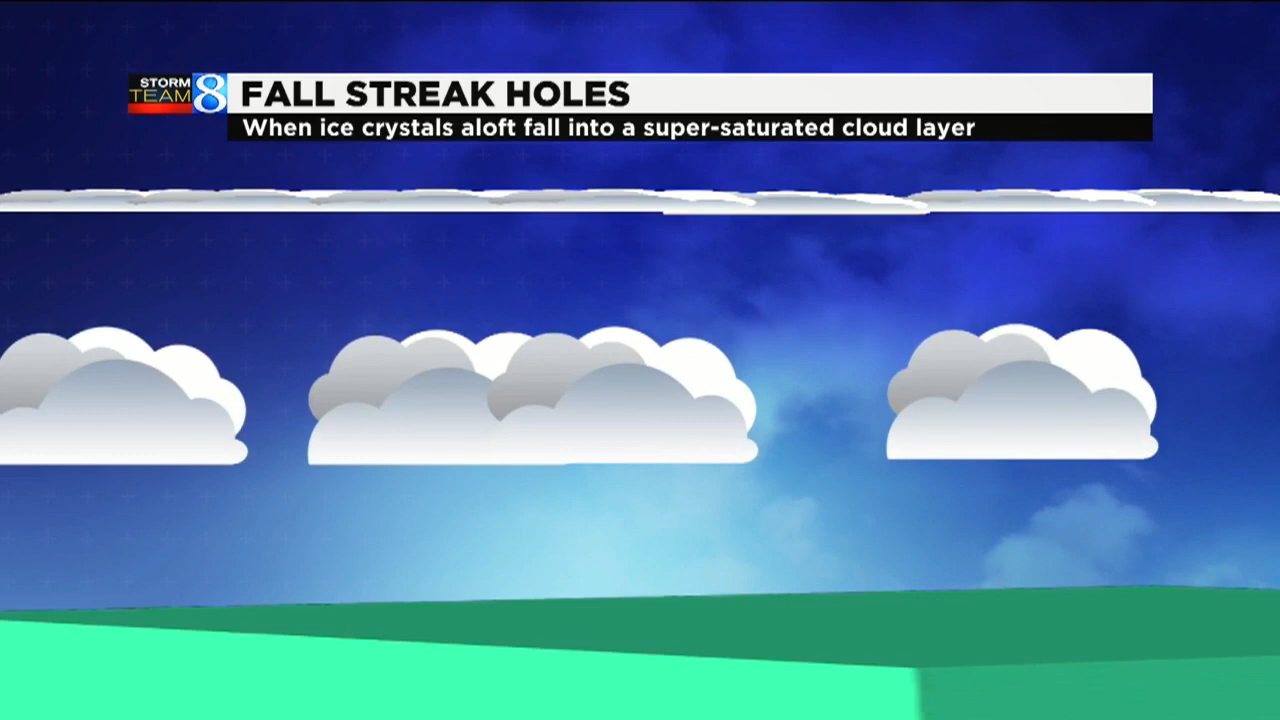 STORM
TEAM 8
FALL STREAK HOLES
When ice crystals aloft fall into a super-saturated cloud layer